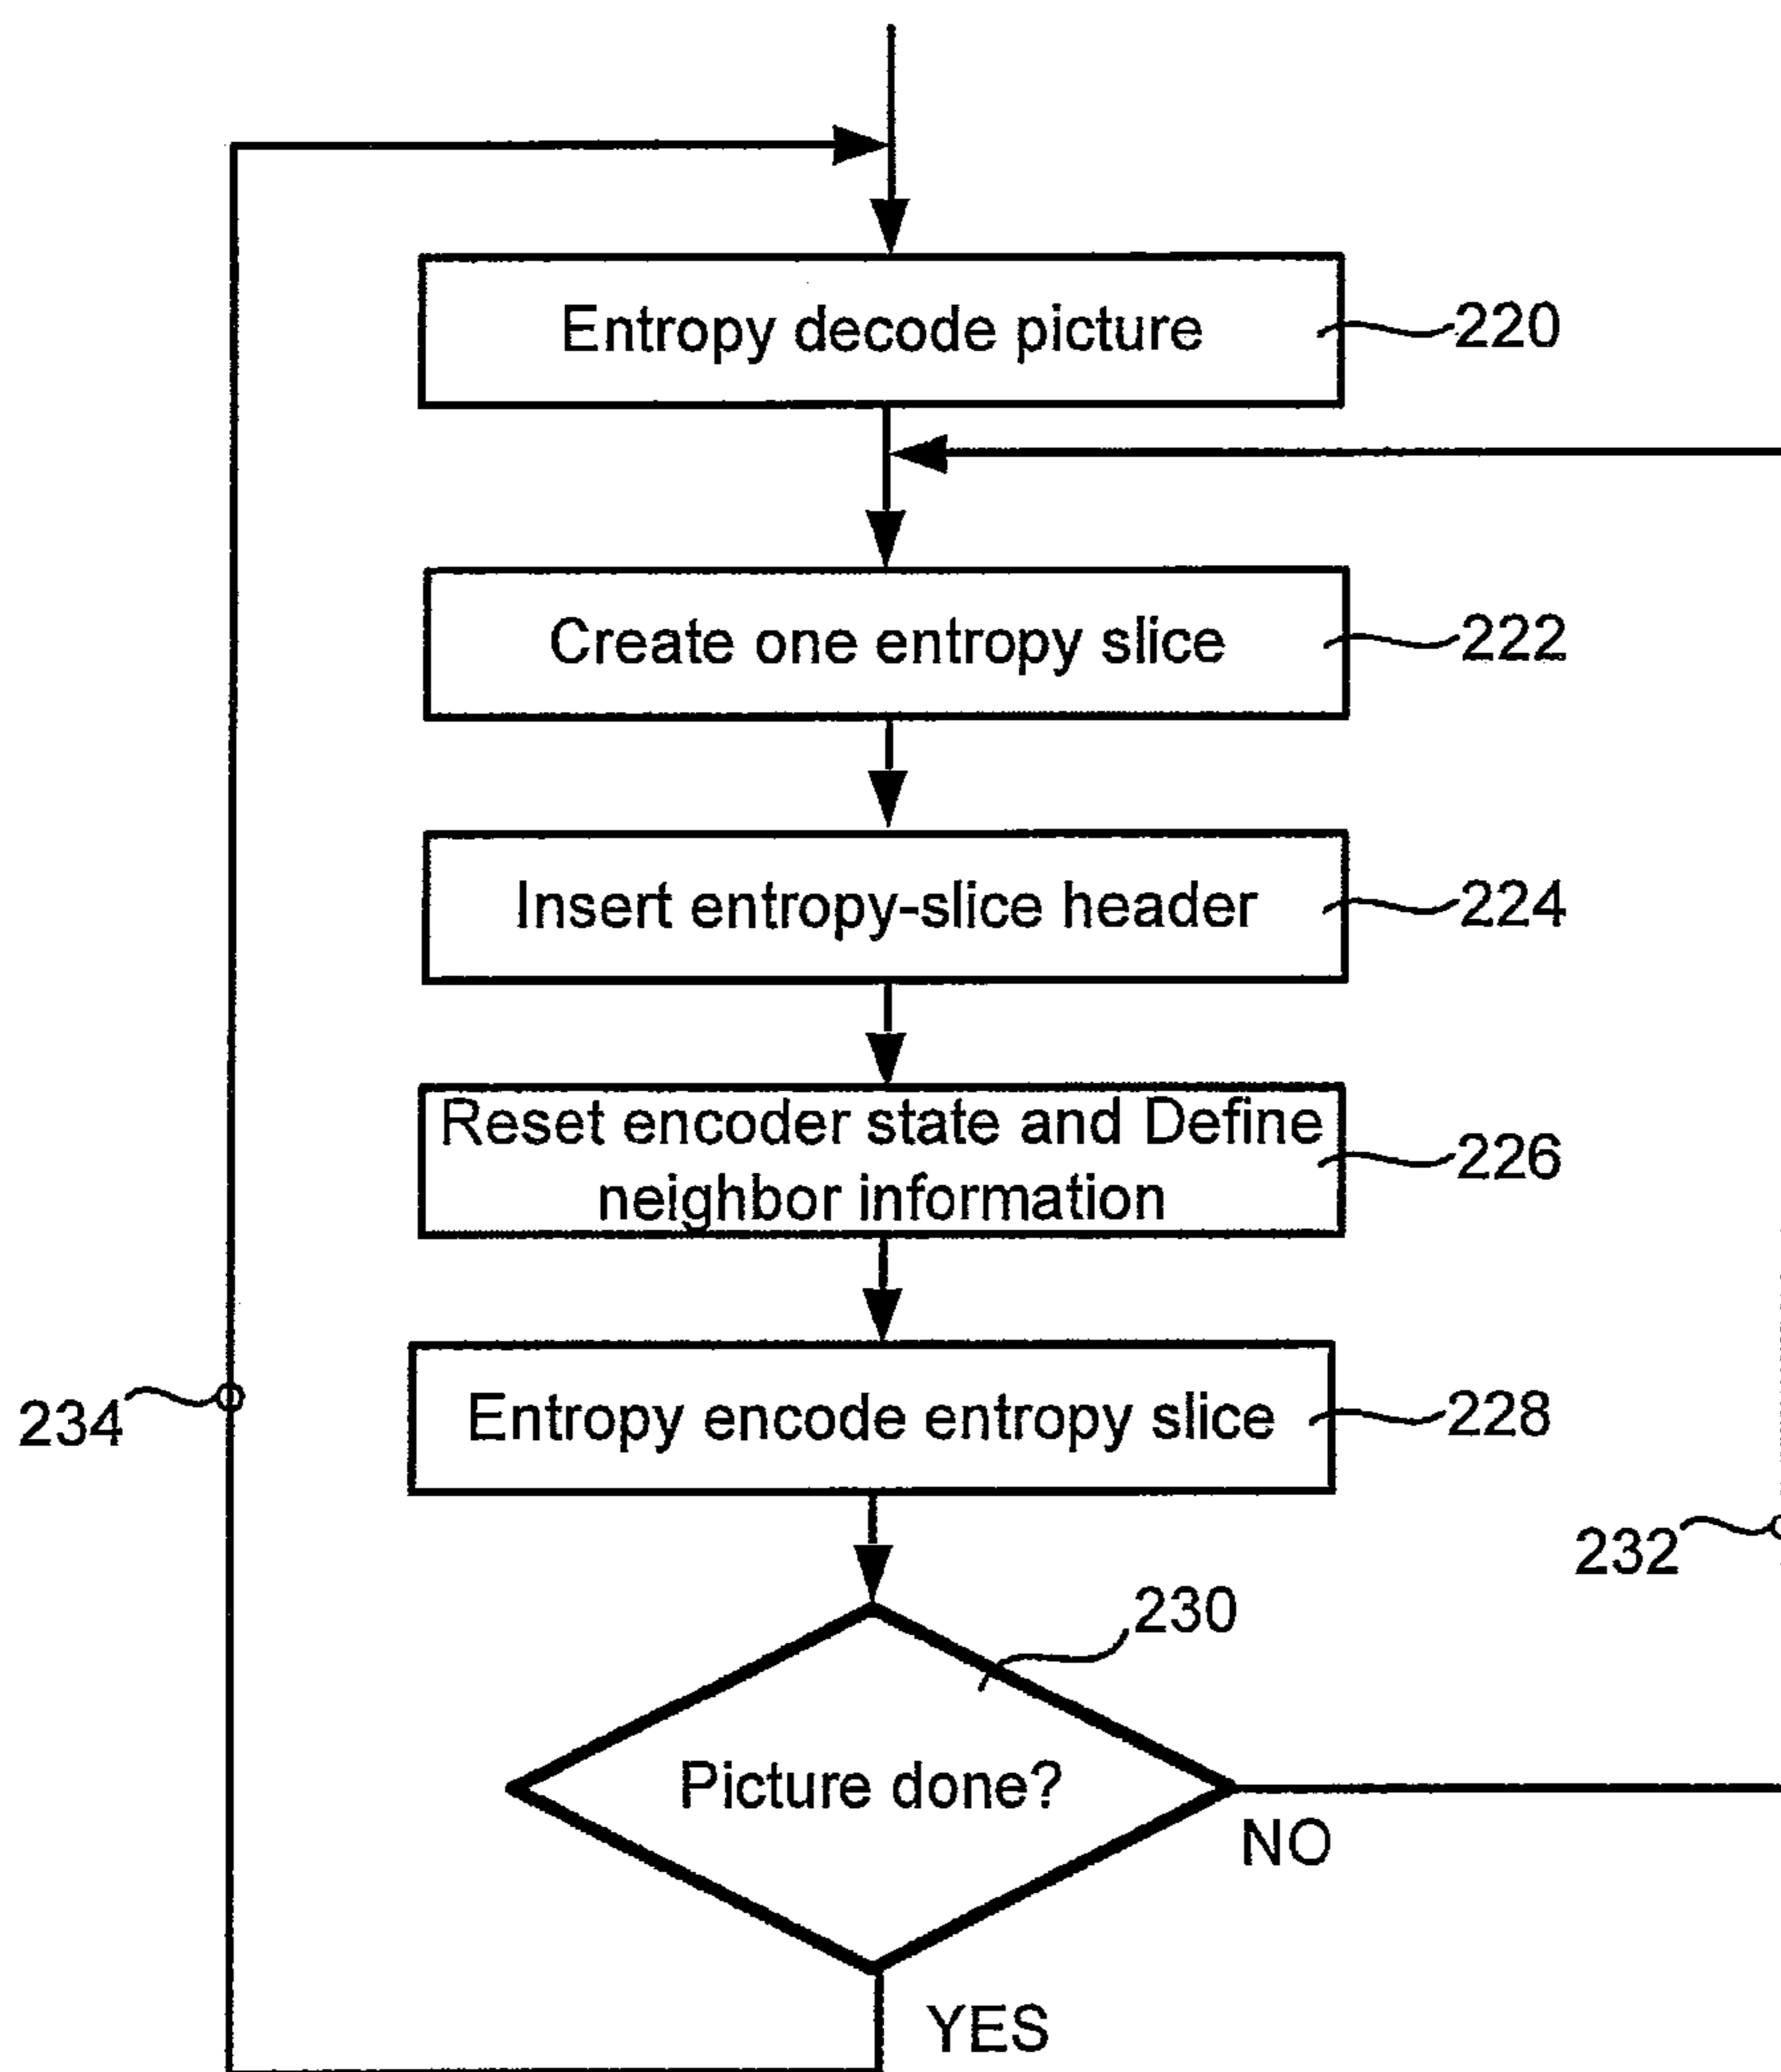 Entropy decode picture
220
Create one entropy slice
222
Insert entropy-slice header
224
Reset encoder state and Define
neighbor information
226
Entropy encode entropy slice
228
234
232
230
Picture done?
NO
YES